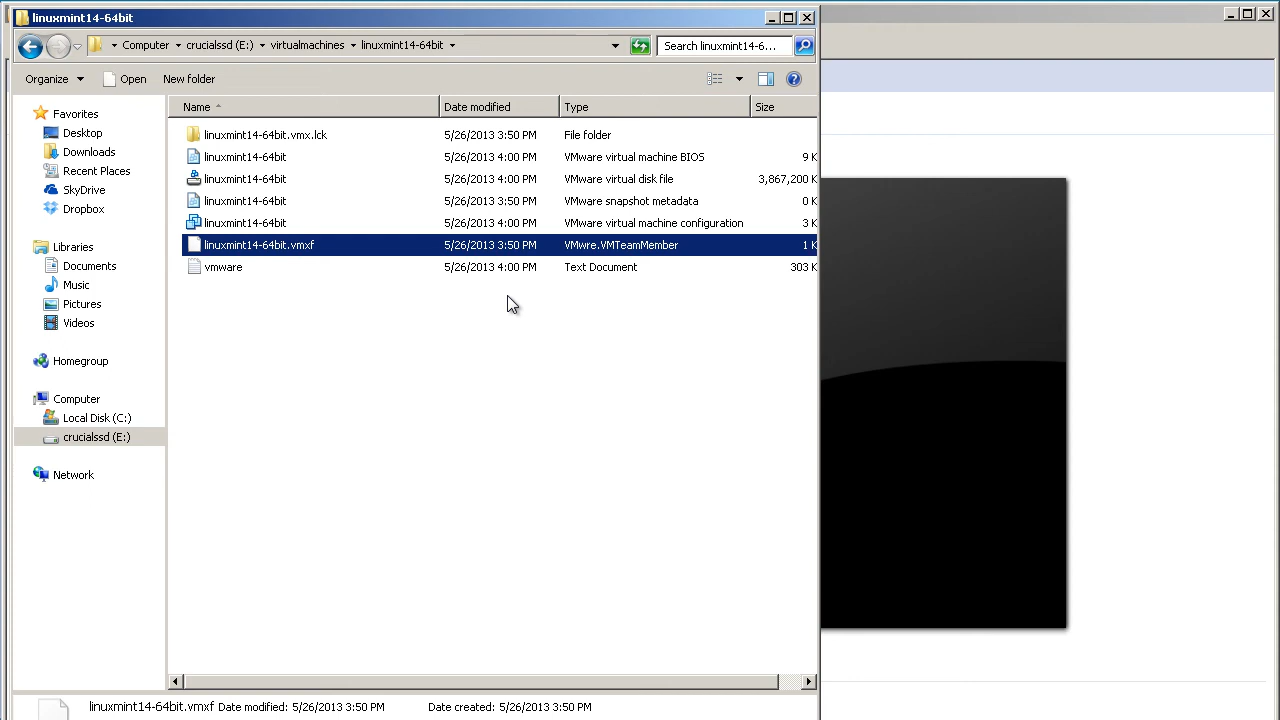 linuxmint14-64bit
Computer crucialssd (E:) virtualmachines linuxmint14-64bit Search linuxmint14-6...
Organize Open New folder
Name Date modified Type Size
Favorites
Desktop
Downloads
Recent Places
SkyDrive
Dropbox
Libraries
Documents
Music
Pictures
Videos
Homegroup
Computer
Local Disk (C:)
crucialssd (E:)
Network
linuxmint14-64bit.vmx.lck 5/26/2013 3:50 PM File folder
linuxmint14-64bit 5/26/2013 4:00 PM VMware virtual machine BIOS 9 K
linuxmint14-64bit 5/26/2013 4:00 PM VMware virtual disk file 3,867,200 K
linuxmint14-64bit 5/26/2013 3:50 PM VMware snapshot metadata 0 K
linuxmint14-64bit 5/26/2013 4:00 PM VMware virtual machine configuration 3 K
linuxmint14-64bit.vmxf 5/26/2013 3:50 PM VMwre.VMTeamMember 1 K
vmware 5/26/2013 4:00 PM Text Document 303 K
linuxmint14-64bit.vmxf Date modified: 5/26/2013 3:50 PM Date created: 5/26/2013 3:50 PM